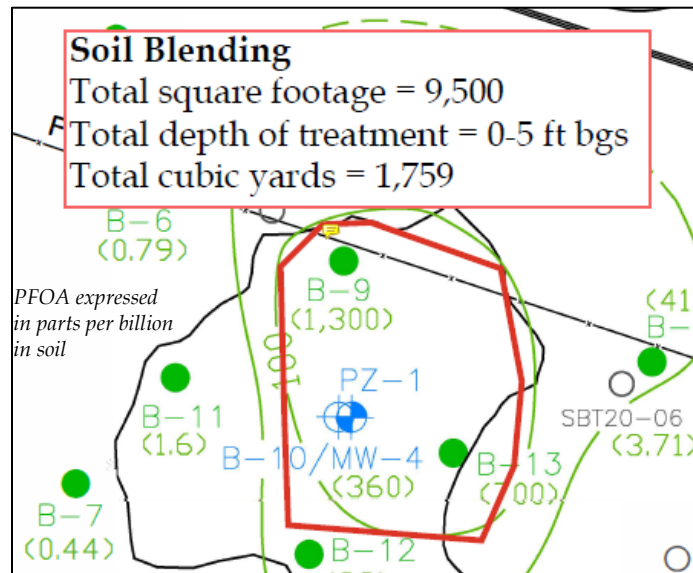 Soil Blending
Total square footage = 9,500
Total depth of treatment = 0-5 ft bgs
Total cubic yards = 1,759
B-6
(0.79)
PFOA expressed
in parts per billion
in soil
B-9
(1,300)
100
(41
B-
PZ-1
SBT20-06
(3.71)
B-11
(1.6)
B-10/MW-4
(360)
B-13
(700)
B-7
(0.44)
B-12